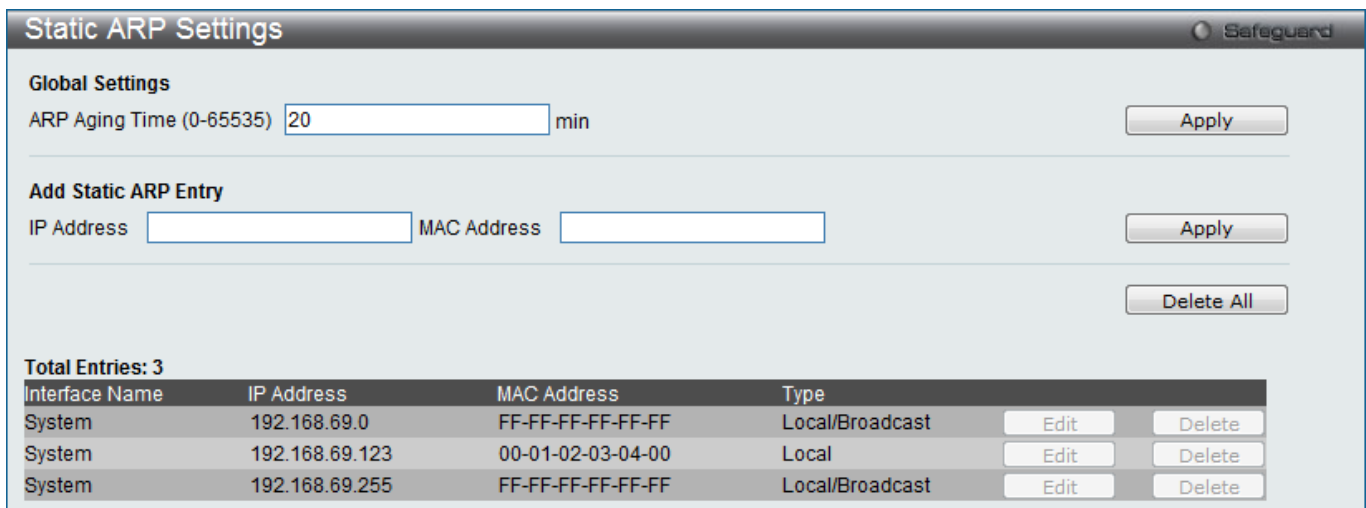 Static ARP Settings Safeguard
Global Settings
ARP Aging Time (0-65535) 20 min Apply
Add Static ARP Entry
IP Address MAC Address Apply
Delete All
Total Entries: 3
Interface Name IP Address MAC Address Type
System 192.168.69.0 FF-FF-FF-FF-FF-FF Local/Broadcast Edit Delete
System 192.168.69.123 00-01-02-03-04-00 Local Edit Delete
System 192.168.69.255 FF-FF-FF-FF-FF-FF Local/Broadcast Edit Delete